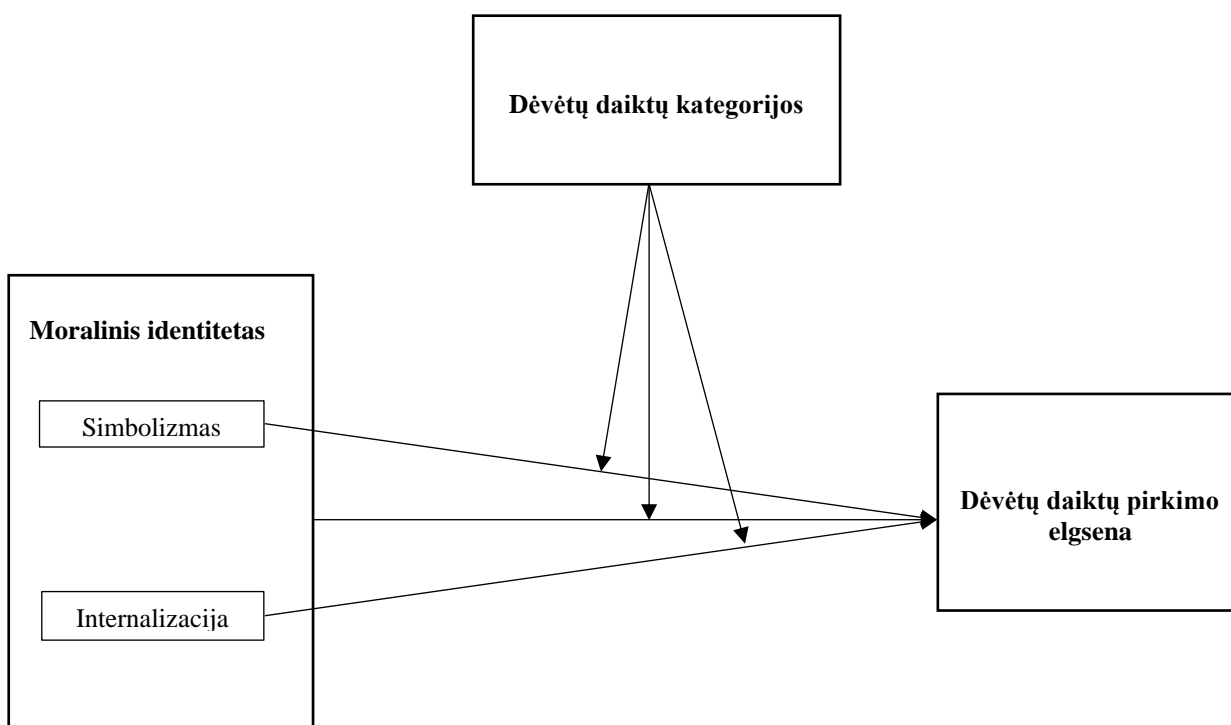 Dėvėtų daiktų kategorijos
Moralinis identitetas
Simbolizmas
Internalizacija
Dėvėtų daiktų pirkimo
elgsena